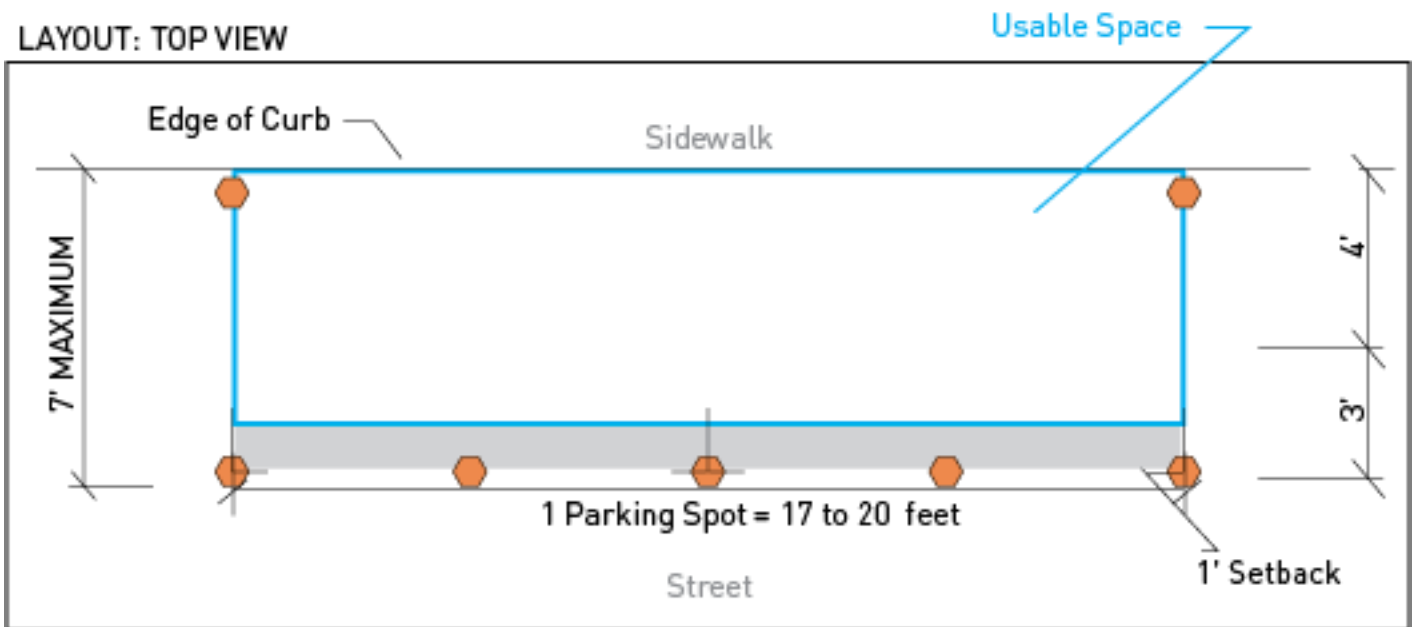 Usable Space
LAYOUT: TOP VIEW
Edge of Curb
Sidewalk
7' MAXIMUM
4'
3'
1 Parking Spot = 17 to 20 feet
1' Setback
Street